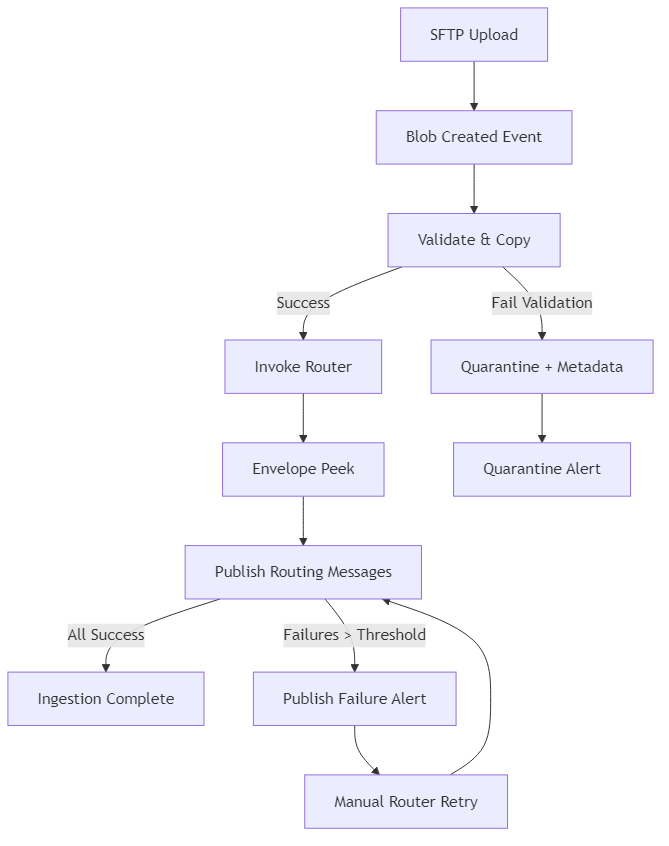 SFTP Upload
Blob Created Event
Validate & Copy
Success
Fail Validation
Invoke Router
Quarantine + Metadata
Envelope Peek
Quarantine Alert
Publish Routing Messages
All Success
Failures > Threshold
Ingestion Complete
Publish Failure Alert
Manual Router Retry